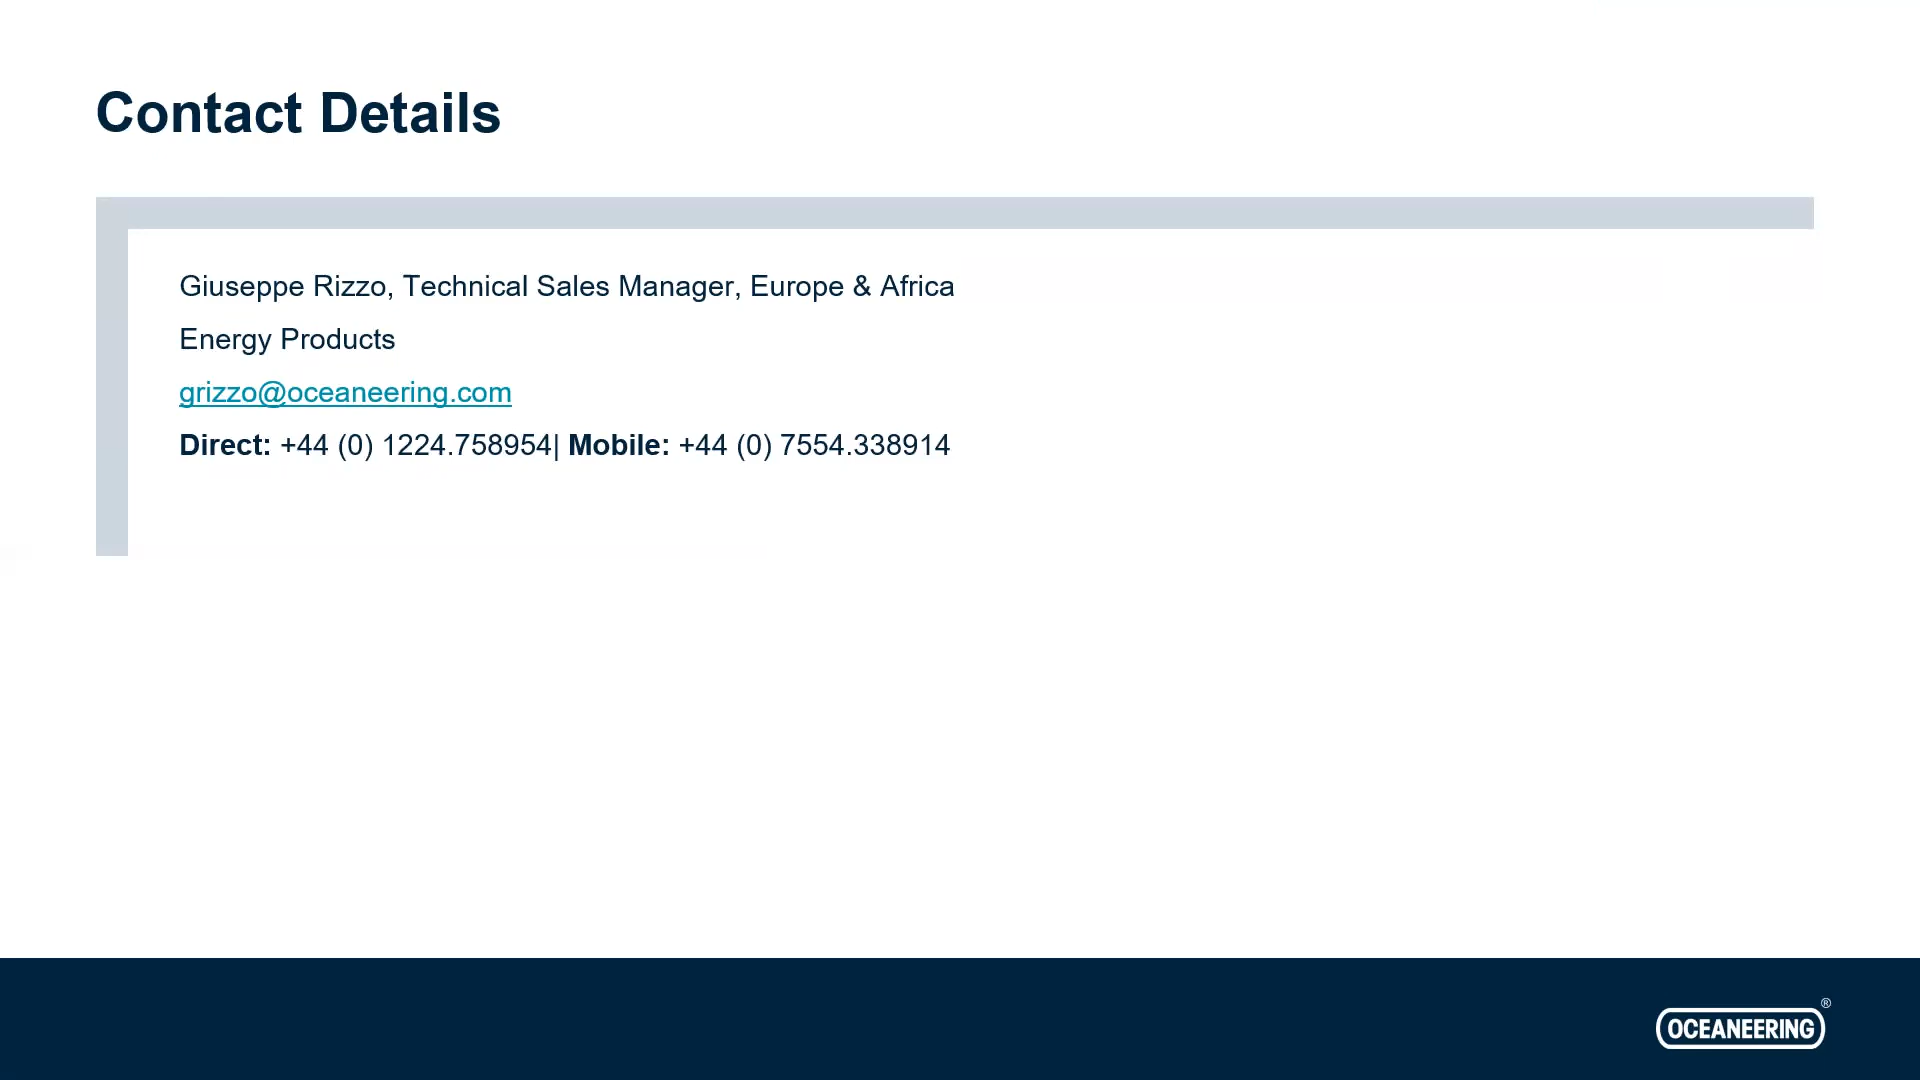 Contact Details
Giuseppe Rizzo, Technical Sales Manager, Europe & Africa
Energy Products
grizzo@oceaneering.com
Direct: +44 (0) 1224.758954| Mobile: +44 (0) 7554.338914
OCEANEERING®